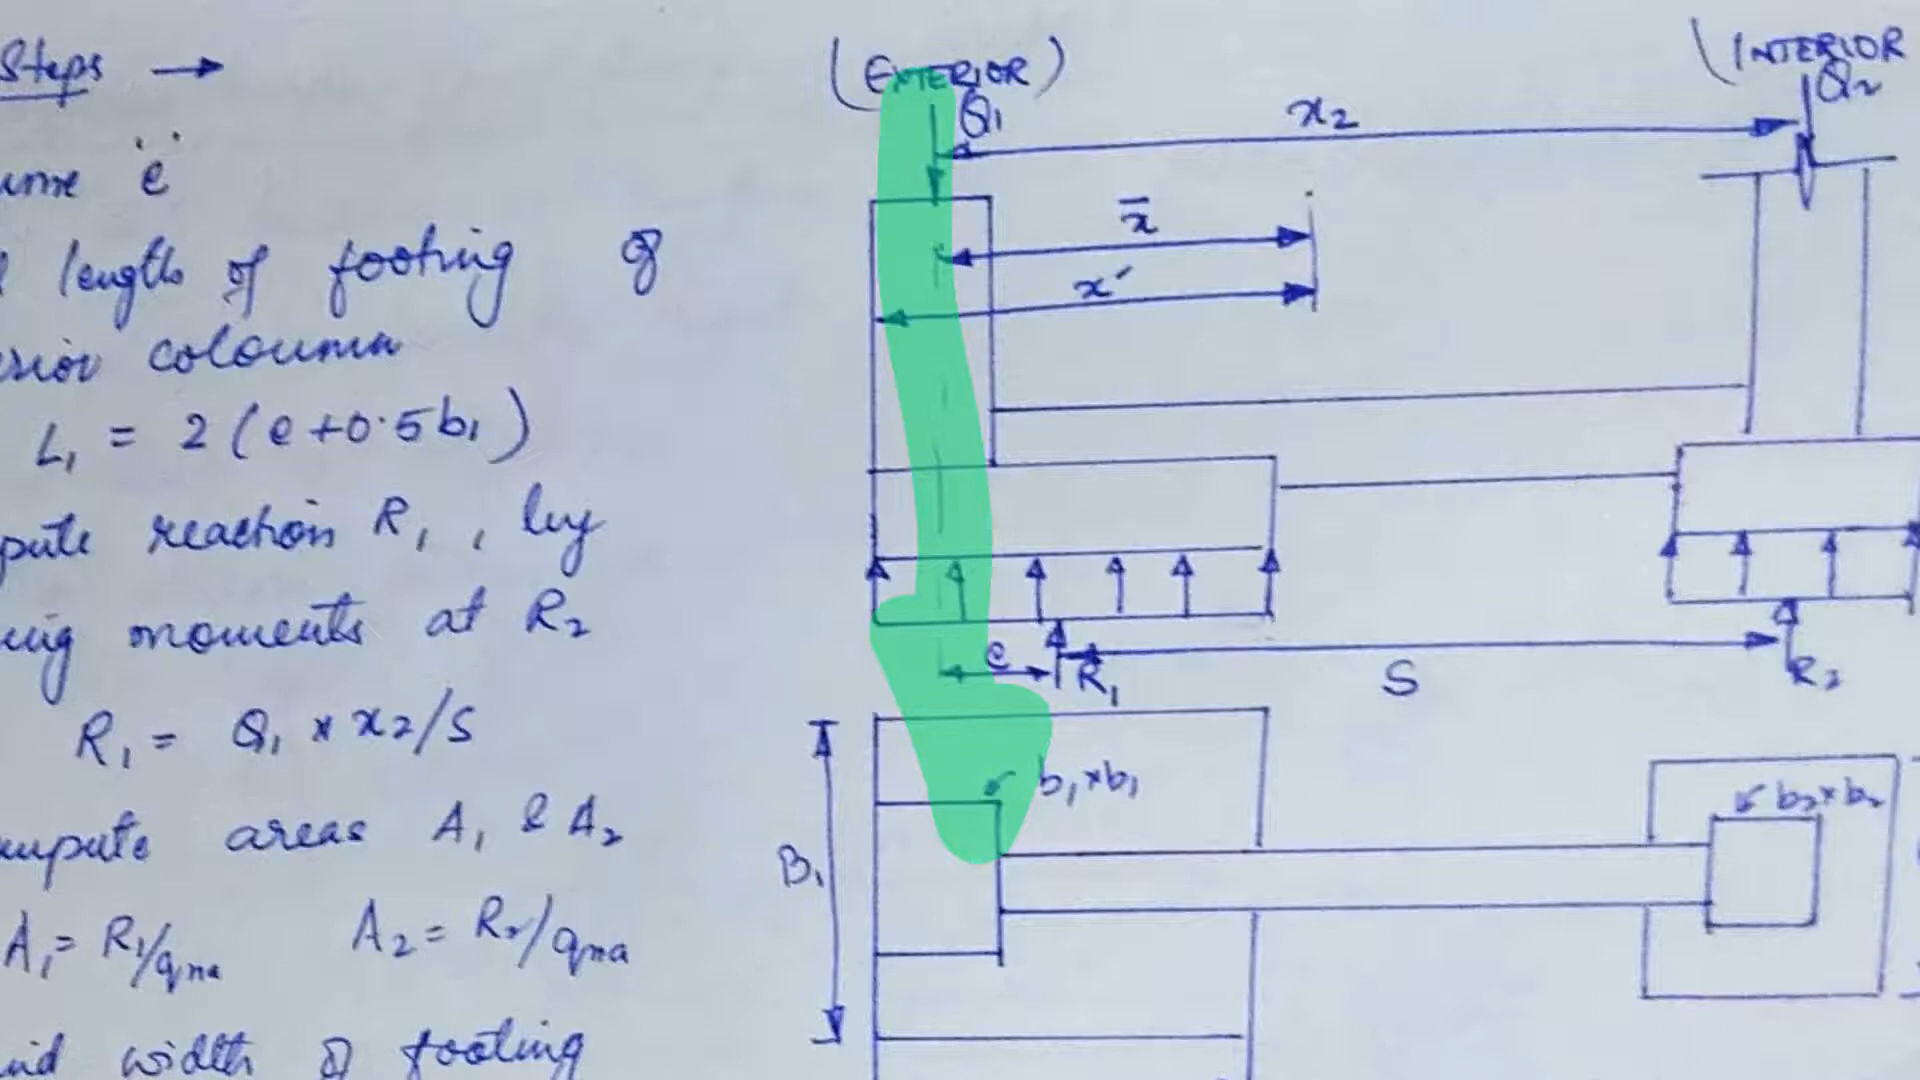 Steps →
'e'
length of footing of
coloumn
L₁ = 2 (e+0.5b₁)
reaction R₁, by
moments at R₂
R₁ = Q₁ × x₂/S
areas A₁ & A₂
A₁ = R₁/qna A₂ = R₂/qna
width of footing
(EXTERIOR)
Q₁
x₂
(INTERIOR
Q₂
x̄
x'
e
R₁
S
R₂
b₁×b₁
b₂×b₂
B₁